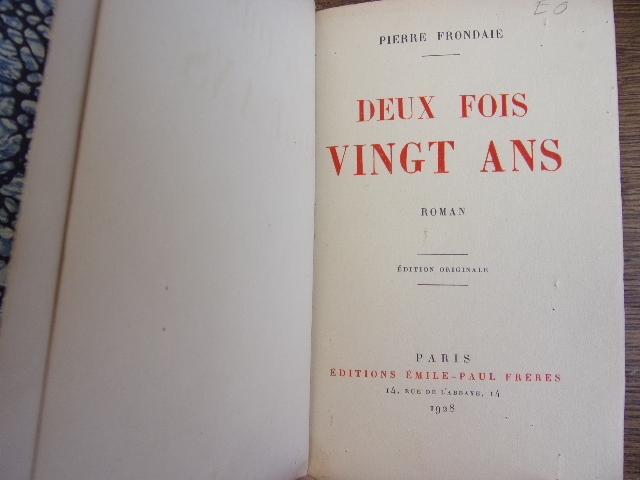 EO
PIERRE FRONDAIE
DEUX FOIS
VINGT ANS
ROMAN
ÉDITION ORIGINALE
PARIS
ÉDITIONS ÉMILE-PAUL FRÈRES
14, RUE DE L'ABBAYE, 14
1928